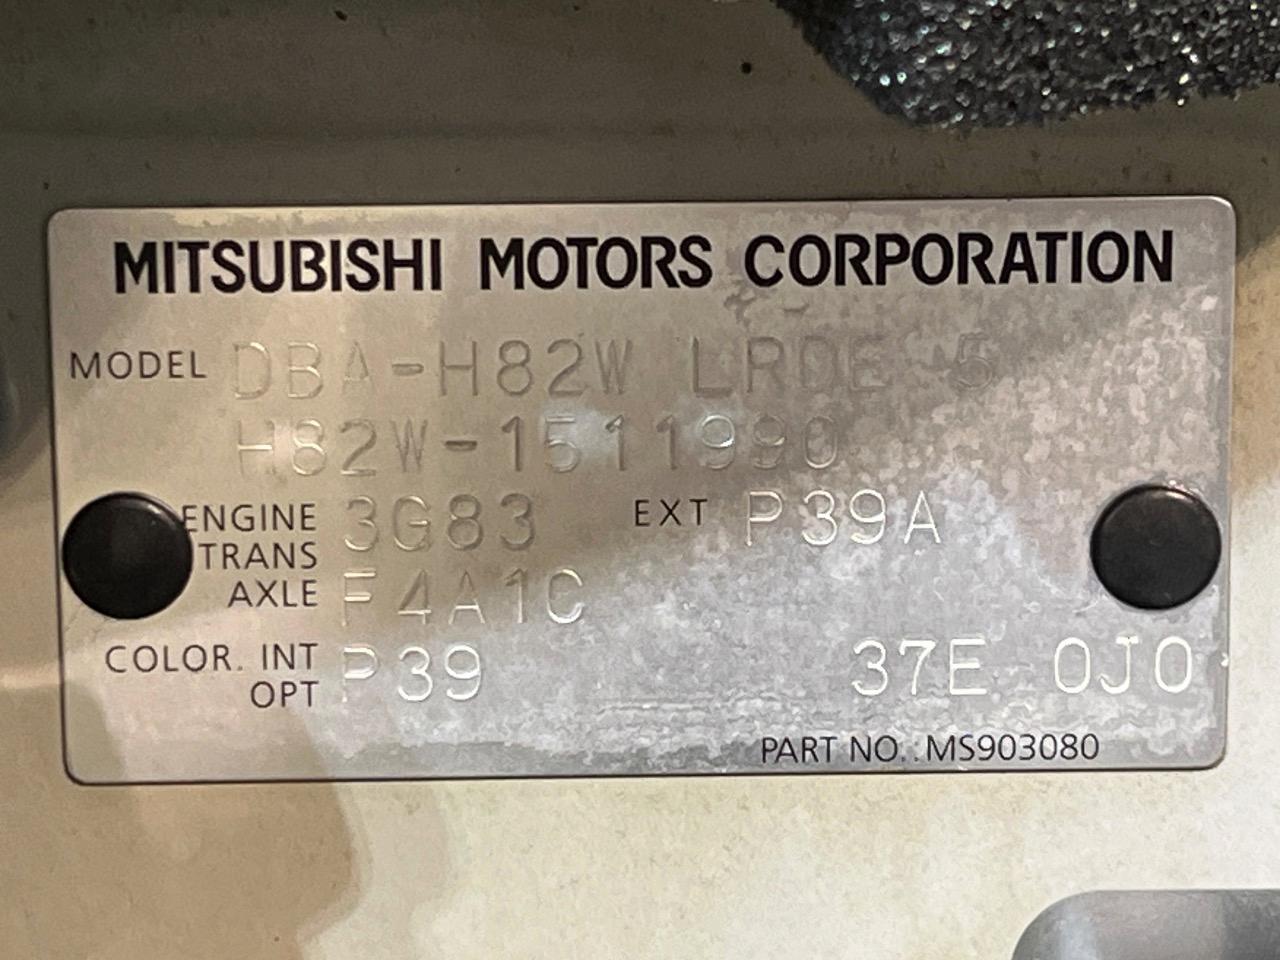 MITSUBISHI MOTORS CORPORATION
MODEL DBA-H82W LRDE 5
H82W-1511990
ENGINE 3G83 EXT P39A
TRANS
AXLE F4A1C
COLOR. INT P39 37E 0J0
OPT
PART NO.:MS903080